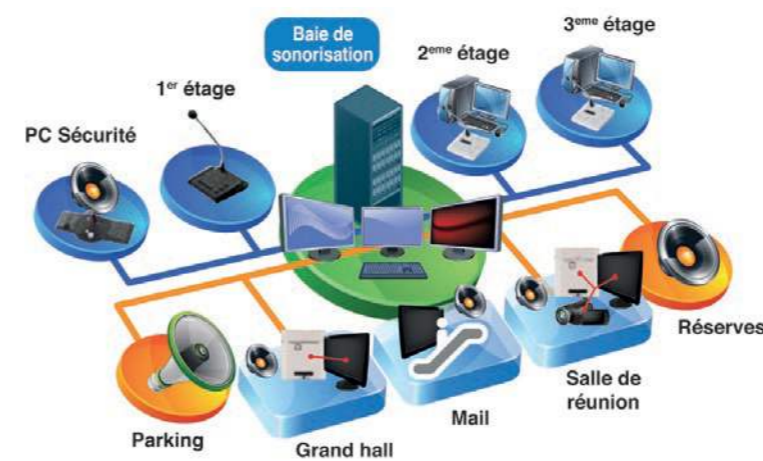 Baie de
sonorisation
3eme étage
2eme étage
1er étage
PC Sécurité
Réserves
Salle de
réunion
Mail
Grand hall
Parking